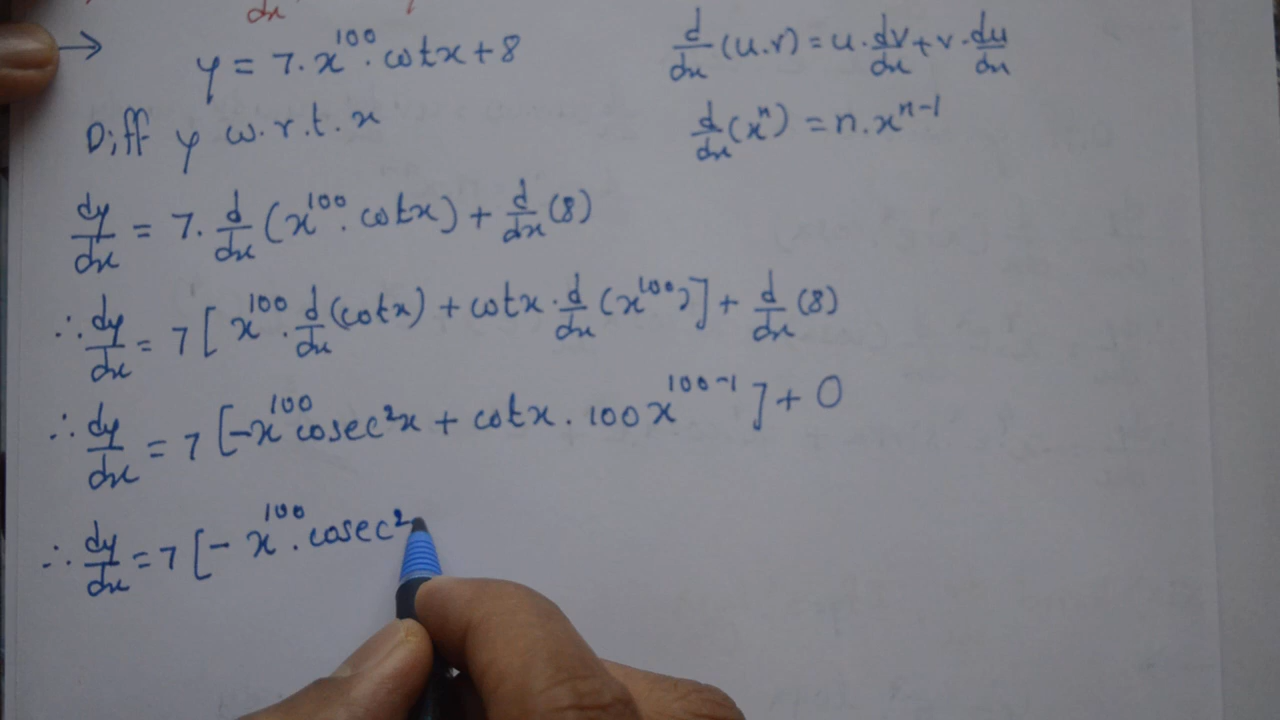 dx
→ y = 7.x^100 . cotx + 8
d/dx (u.v) = u.dv/dx + v.du/dx
Diff y w.r.t. x
d/dx (x^n) = n.x^n-1
dy/dx = 7. d/dx (x^100 . cotx) + d/dx (8)
∴ dy/dx = 7 [ x^100 . d/dx (cotx) + cotx . d/dx (x^100) ] + d/dx (8)
∴ dy/dx = 7 [ -x^100 cosec²x + cotx . 100x^100-1 ] + 0
∴ dy/dx = 7 [ - x^100 . cosec²